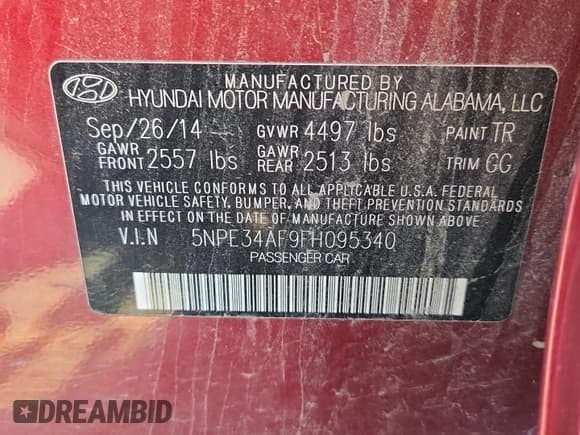 MANUFACTURED BY
HYUNDAI MOTOR MANUFACTURING ALABAMA, LLC
Sep/26/14 GVWR 4497 lbs PAINT TR
GAWR FRONT 2557 lbs GAWR REAR 2513 lbs TRIM GG
THIS VEHICLE CONFORMS TO ALL APPLICABLE U.S.A. FEDERAL
MOTOR VEHICLE SAFETY, BUMPER, AND THEFT PREVENTION STANDARDS
IN EFFECT ON THE DATE OF MANUFACTURE SHOWN ABOVE.
V.I.N 5NPE34AF9FH095340
PASSENGER CAR
DREAMBID